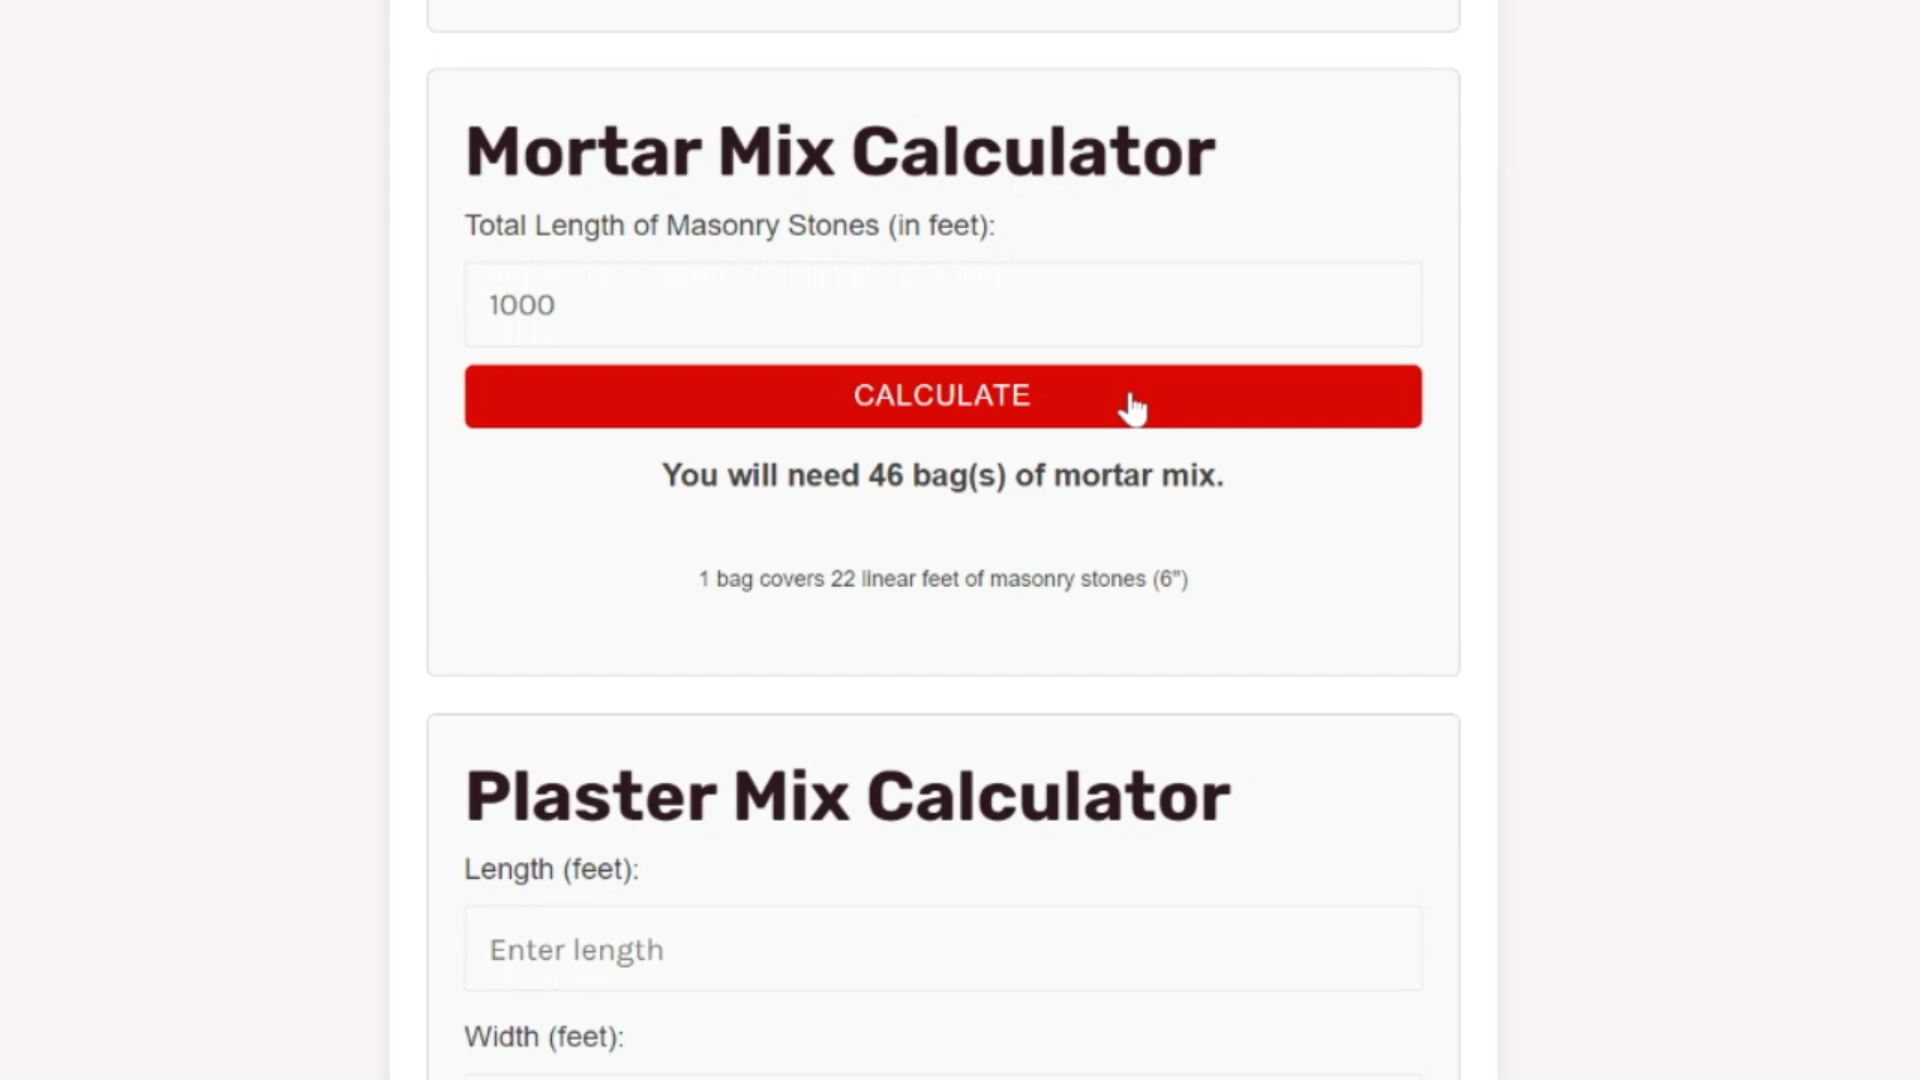 Mortar Mix Calculator
Total Length of Masonry Stones (in feet):
1000
CALCULATE
You will need 46 bag(s) of mortar mix.
1 bag covers 22 linear feet of masonry stones (6")
Plaster Mix Calculator
Length (feet):
Enter length
Width (feet):